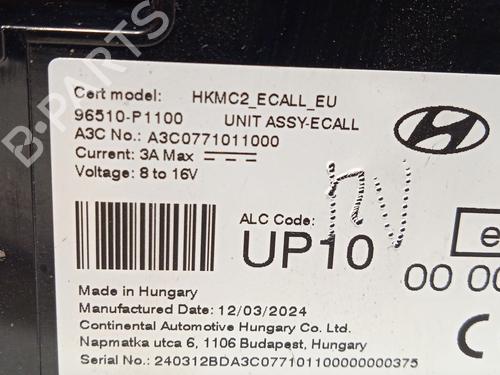 B-PARTS
Cert model: HKMC2_ECALL_EU
96510-P1100 UNIT ASSY-ECALL
A3C No.: A3C0771011000
Current: 3A Max
Voltage: 8 to 16V
ALC Code:
UP10
e
00 00
Made in Hungary
Manufactured Date: 12/03/2024
Continental Automotive Hungary Co. Ltd.
Napmatka utca 6, 1106 Budapest, Hungary
Serial No.: 240312BDA3C077101100000000375